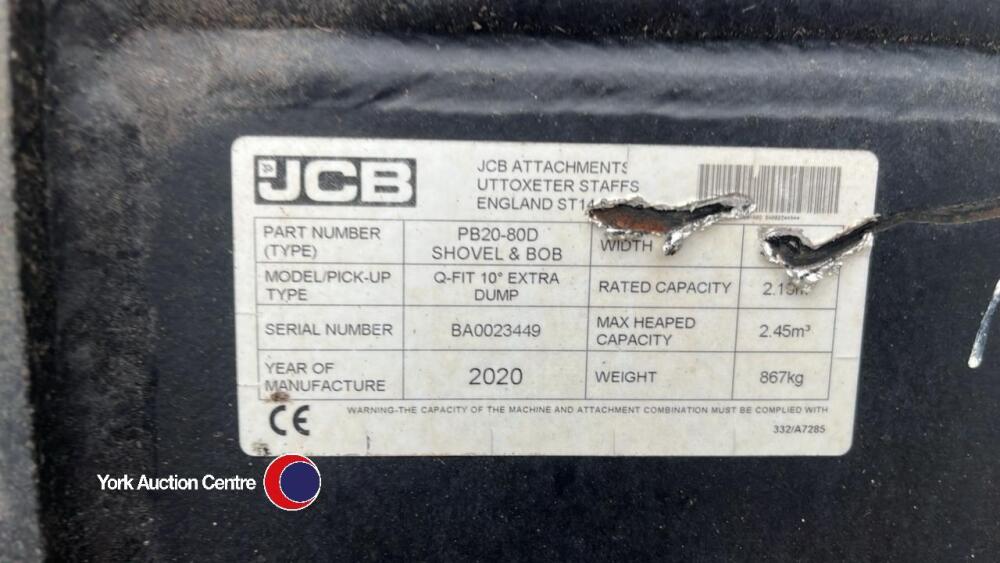 JCB
JCB ATTACHMENTS
UTTOXETER STAFFS
ENGLAND ST14
PART NUMBER
(TYPE)
PB20-80D
SHOVEL & BOB
WIDTH
MODEL/PICK-UP
TYPE
Q-FIT 10° EXTRA
DUMP
RATED CAPACITY
SERIAL NUMBER
BA0023449
MAX HEAPED
CAPACITY
2.45m³
YEAR OF
MANUFACTURE
2020
WEIGHT
867kg
CE
WARNING-THE CAPACITY OF THE MACHINE AND ATTACHMENT COMBINATION MUST BE COMPLIED WITH
332/A7285
York Auction Centre